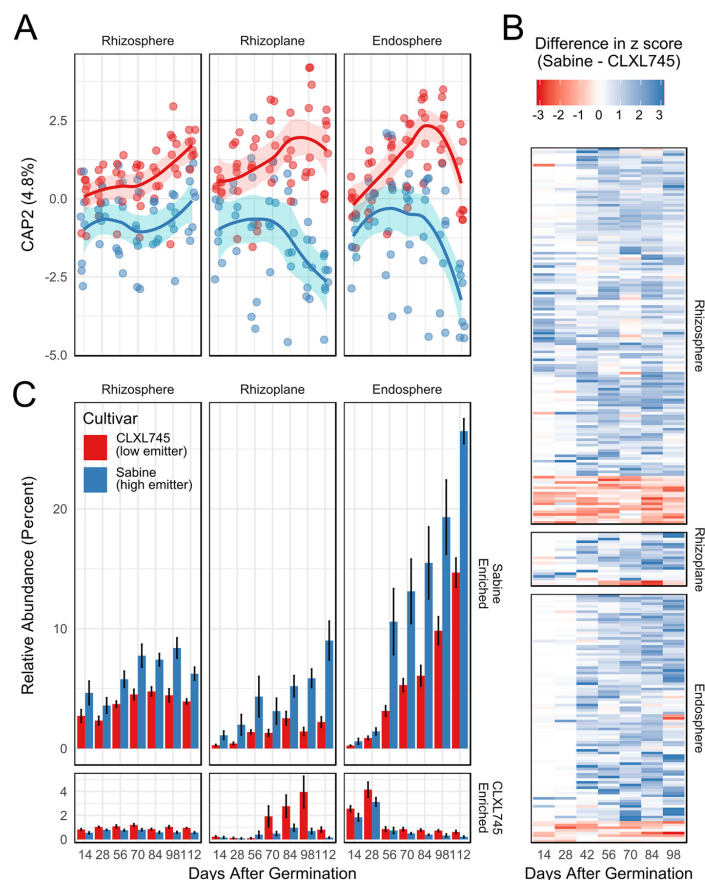 A
Rhizosphere
Rhizoplane
Endosphere
CAP2 (4.8%)
2.5
0.0
-2.5
-5.0
B
Difference in z score
(Sabine - CLXL745)
-3 -2 -1 0 1 2 3
Rhizosphere
Rhizoplane
Endosphere
14 28 42 56 70 84 98
Days After Germination
C
Rhizosphere
Rhizoplane
Endosphere
Cultivar
CLXL745
(low emitter)
Sabine
(high emitter)
Relative Abundance (Percent)
20
10
0
Sabine
Enriched
4
2
0
CLXL745
Enriched
14 28 56 70 84 98112
14 28 56 70 84 98112
14 28 56 70 84 98112
Days After Germination